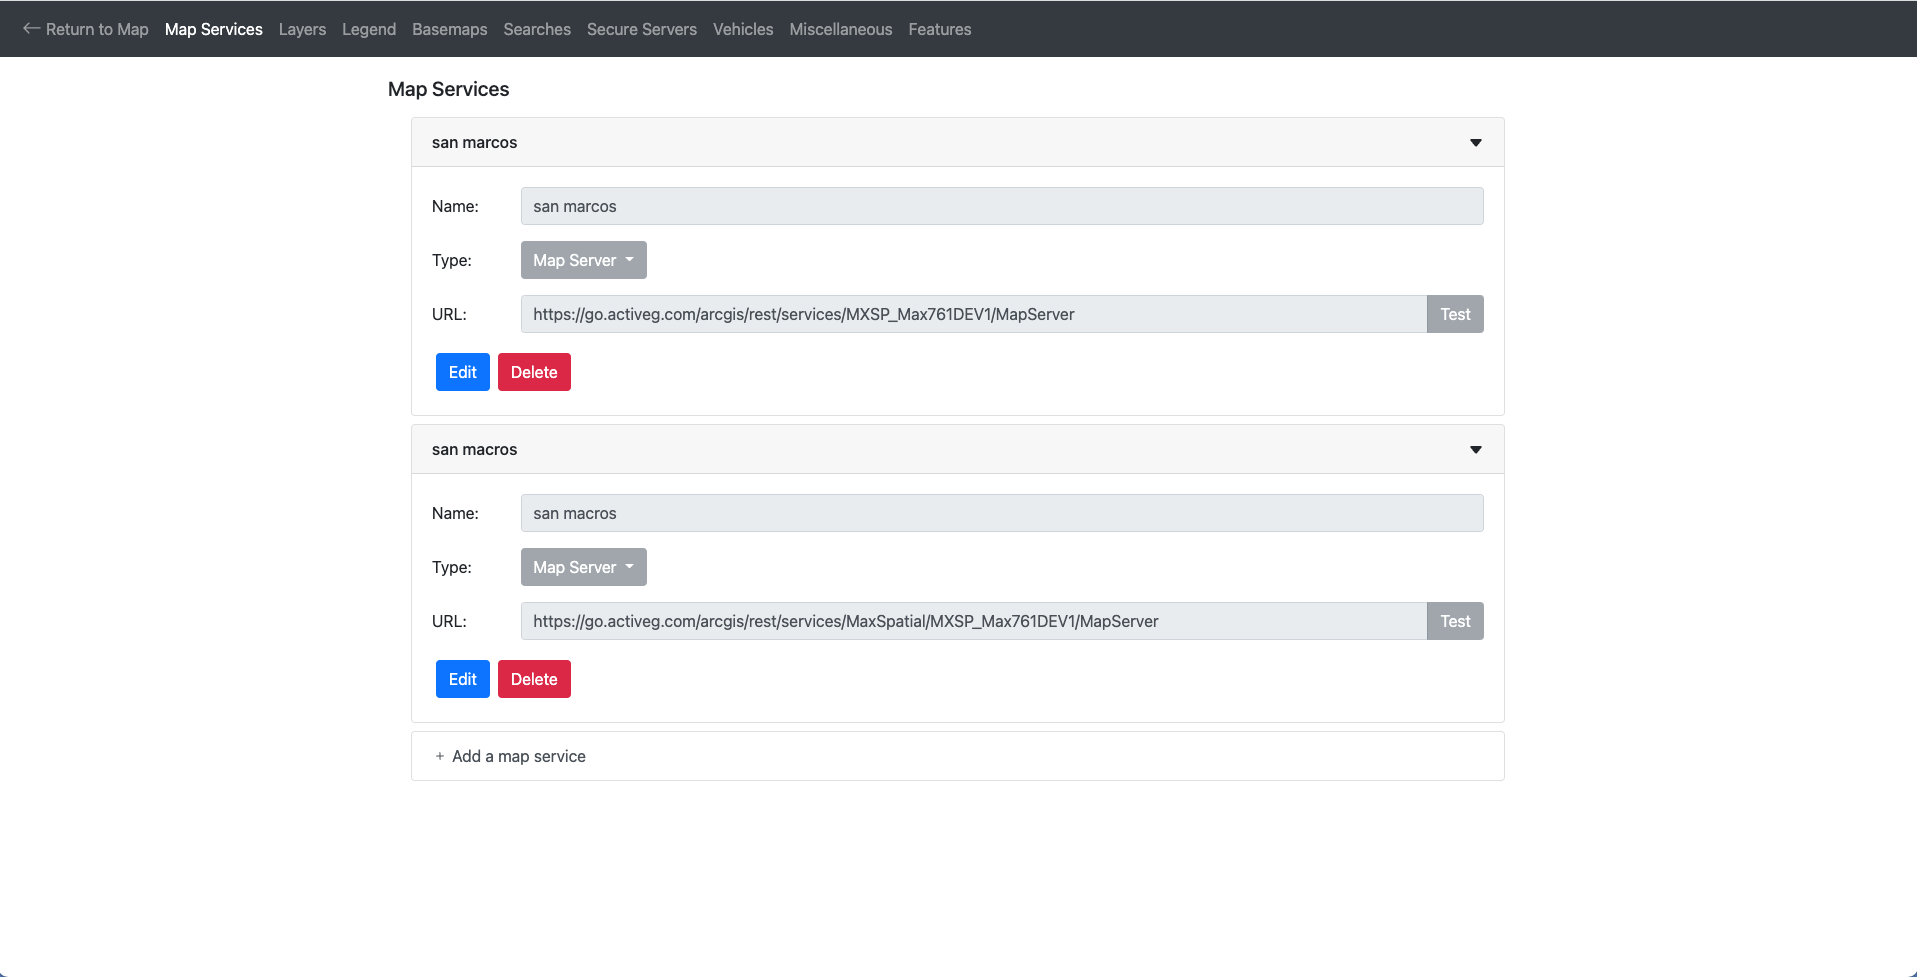 ← Return to Map Map Services Layers Legend Basemaps Searches Secure Servers Vehicles Miscellaneous Features
Map Services
san marcos
Name: san marcos
Type: Map Server
URL: https://go.activeg.com/arcgis/rest/services/MXSP_Max761DEV1/MapServer Test
Edit Delete
san macros
Name: san macros
Type: Map Server
URL: https://go.activeg.com/arcgis/rest/services/MaxSpatial/MXSP_Max761DEV1/MapServer Test
Edit Delete
+ Add a map service